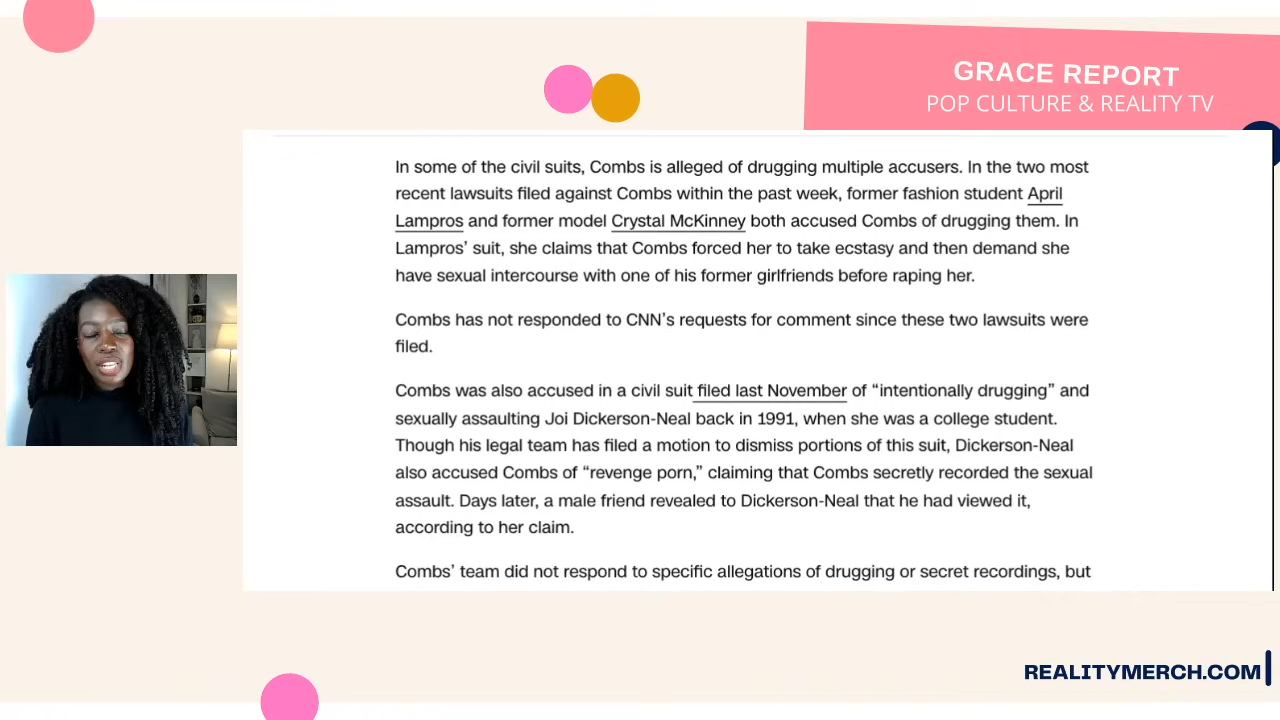 GRACE REPORT
POP CULTURE & REALITY TV
In some of the civil suits, Combs is alleged of drugging multiple accusers. In the two most
recent lawsuits filed against Combs within the past week, former fashion student April
Lampros and former model Crystal McKinney both accused Combs of drugging them. In
Lampros’ suit, she claims that Combs forced her to take ecstasy and then demand she
have sexual intercourse with one of his former girlfriends before raping her.
Combs has not responded to CNN’s requests for comment since these two lawsuits were
filed.
Combs was also accused in a civil suit filed last November of “intentionally drugging” and
sexually assaulting Joi Dickerson-Neal back in 1991, when she was a college student.
Though his legal team has filed a motion to dismiss portions of this suit, Dickerson-Neal
also accused Combs of “revenge porn,” claiming that Combs secretly recorded the sexual
assault. Days later, a male friend revealed to Dickerson-Neal that he had viewed it,
according to her claim.
Combs’ team did not respond to specific allegations of drugging or secret recordings, but
REALITYMERCH.COM